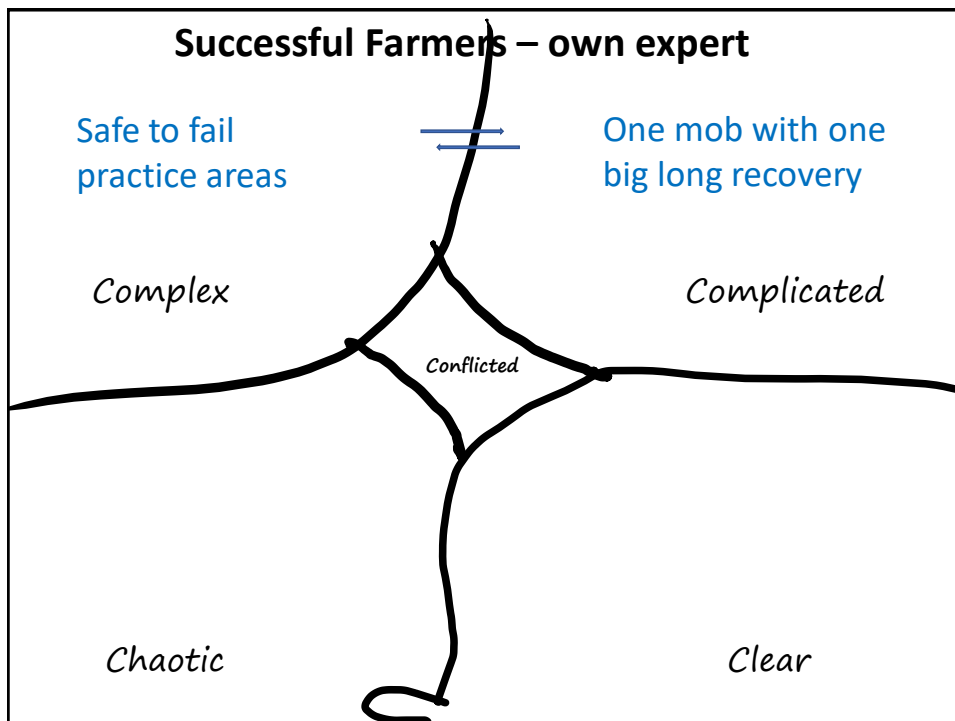 Successful Farmers – own expert
Safe to fail
practice areas
One mob with one
big long recovery
Complex
Complicated
Conflicted
Chaotic
Clear